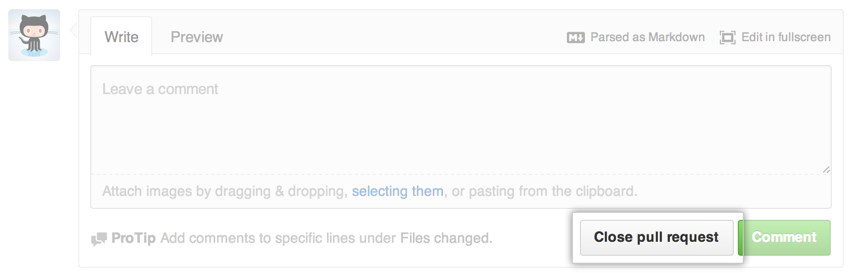 Write Preview Parsed as Markdown Edit in fullscreen
Leave a comment
Attach images by dragging & dropping, selecting them, or pasting from the clipboard.
ProTip Add comments to specific lines under Files changed. Close pull request Comment